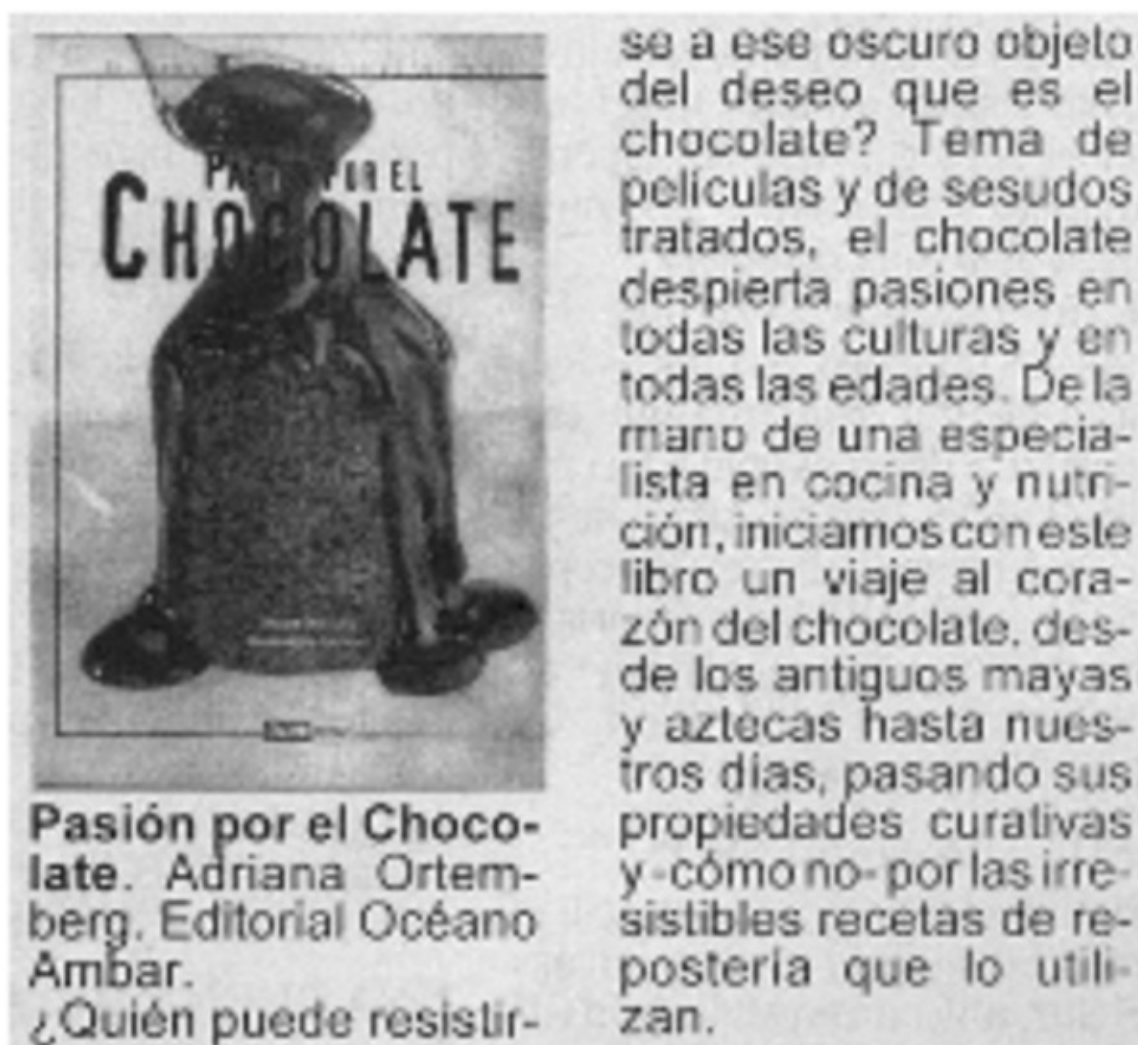 POR EL
CHOCOLATE
Pasión por el Choco-
late. Adriana Ortem-
berg. Editorial Océano
Ambar.
¿Quién puede resistir-
se a ese oscuro objeto
del deseo que es el
chocolate? Tema de
películas y de sesudos
tratados, el chocolate
despierta pasiones en
todas las culturas y en
todas las edades. De la
mano de una especia-
lista en cocina y nutri-
ción, iniciamos con este
libro un viaje al cora-
zón del chocolate, des-
de los antiguos mayas
y aztecas hasta nues-
tros días, pasando sus
propiedades curativas
y -cómo no- por las irre-
sistibles recetas de re-
postería que lo utili-
zan.